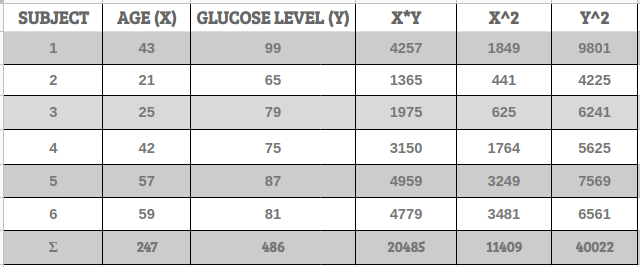 SUBJECT AGE (X) GLUCOSE LEVEL (Y) X*Y X^2 Y^2
1 43 99 4257 1849 9801
2 21 65 1365 441 4225
3 25 79 1975 625 6241
4 42 75 3150 1764 5625
5 57 87 4959 3249 7569
6 59 81 4779 3481 6561
Σ 247 486 20485 11409 40022